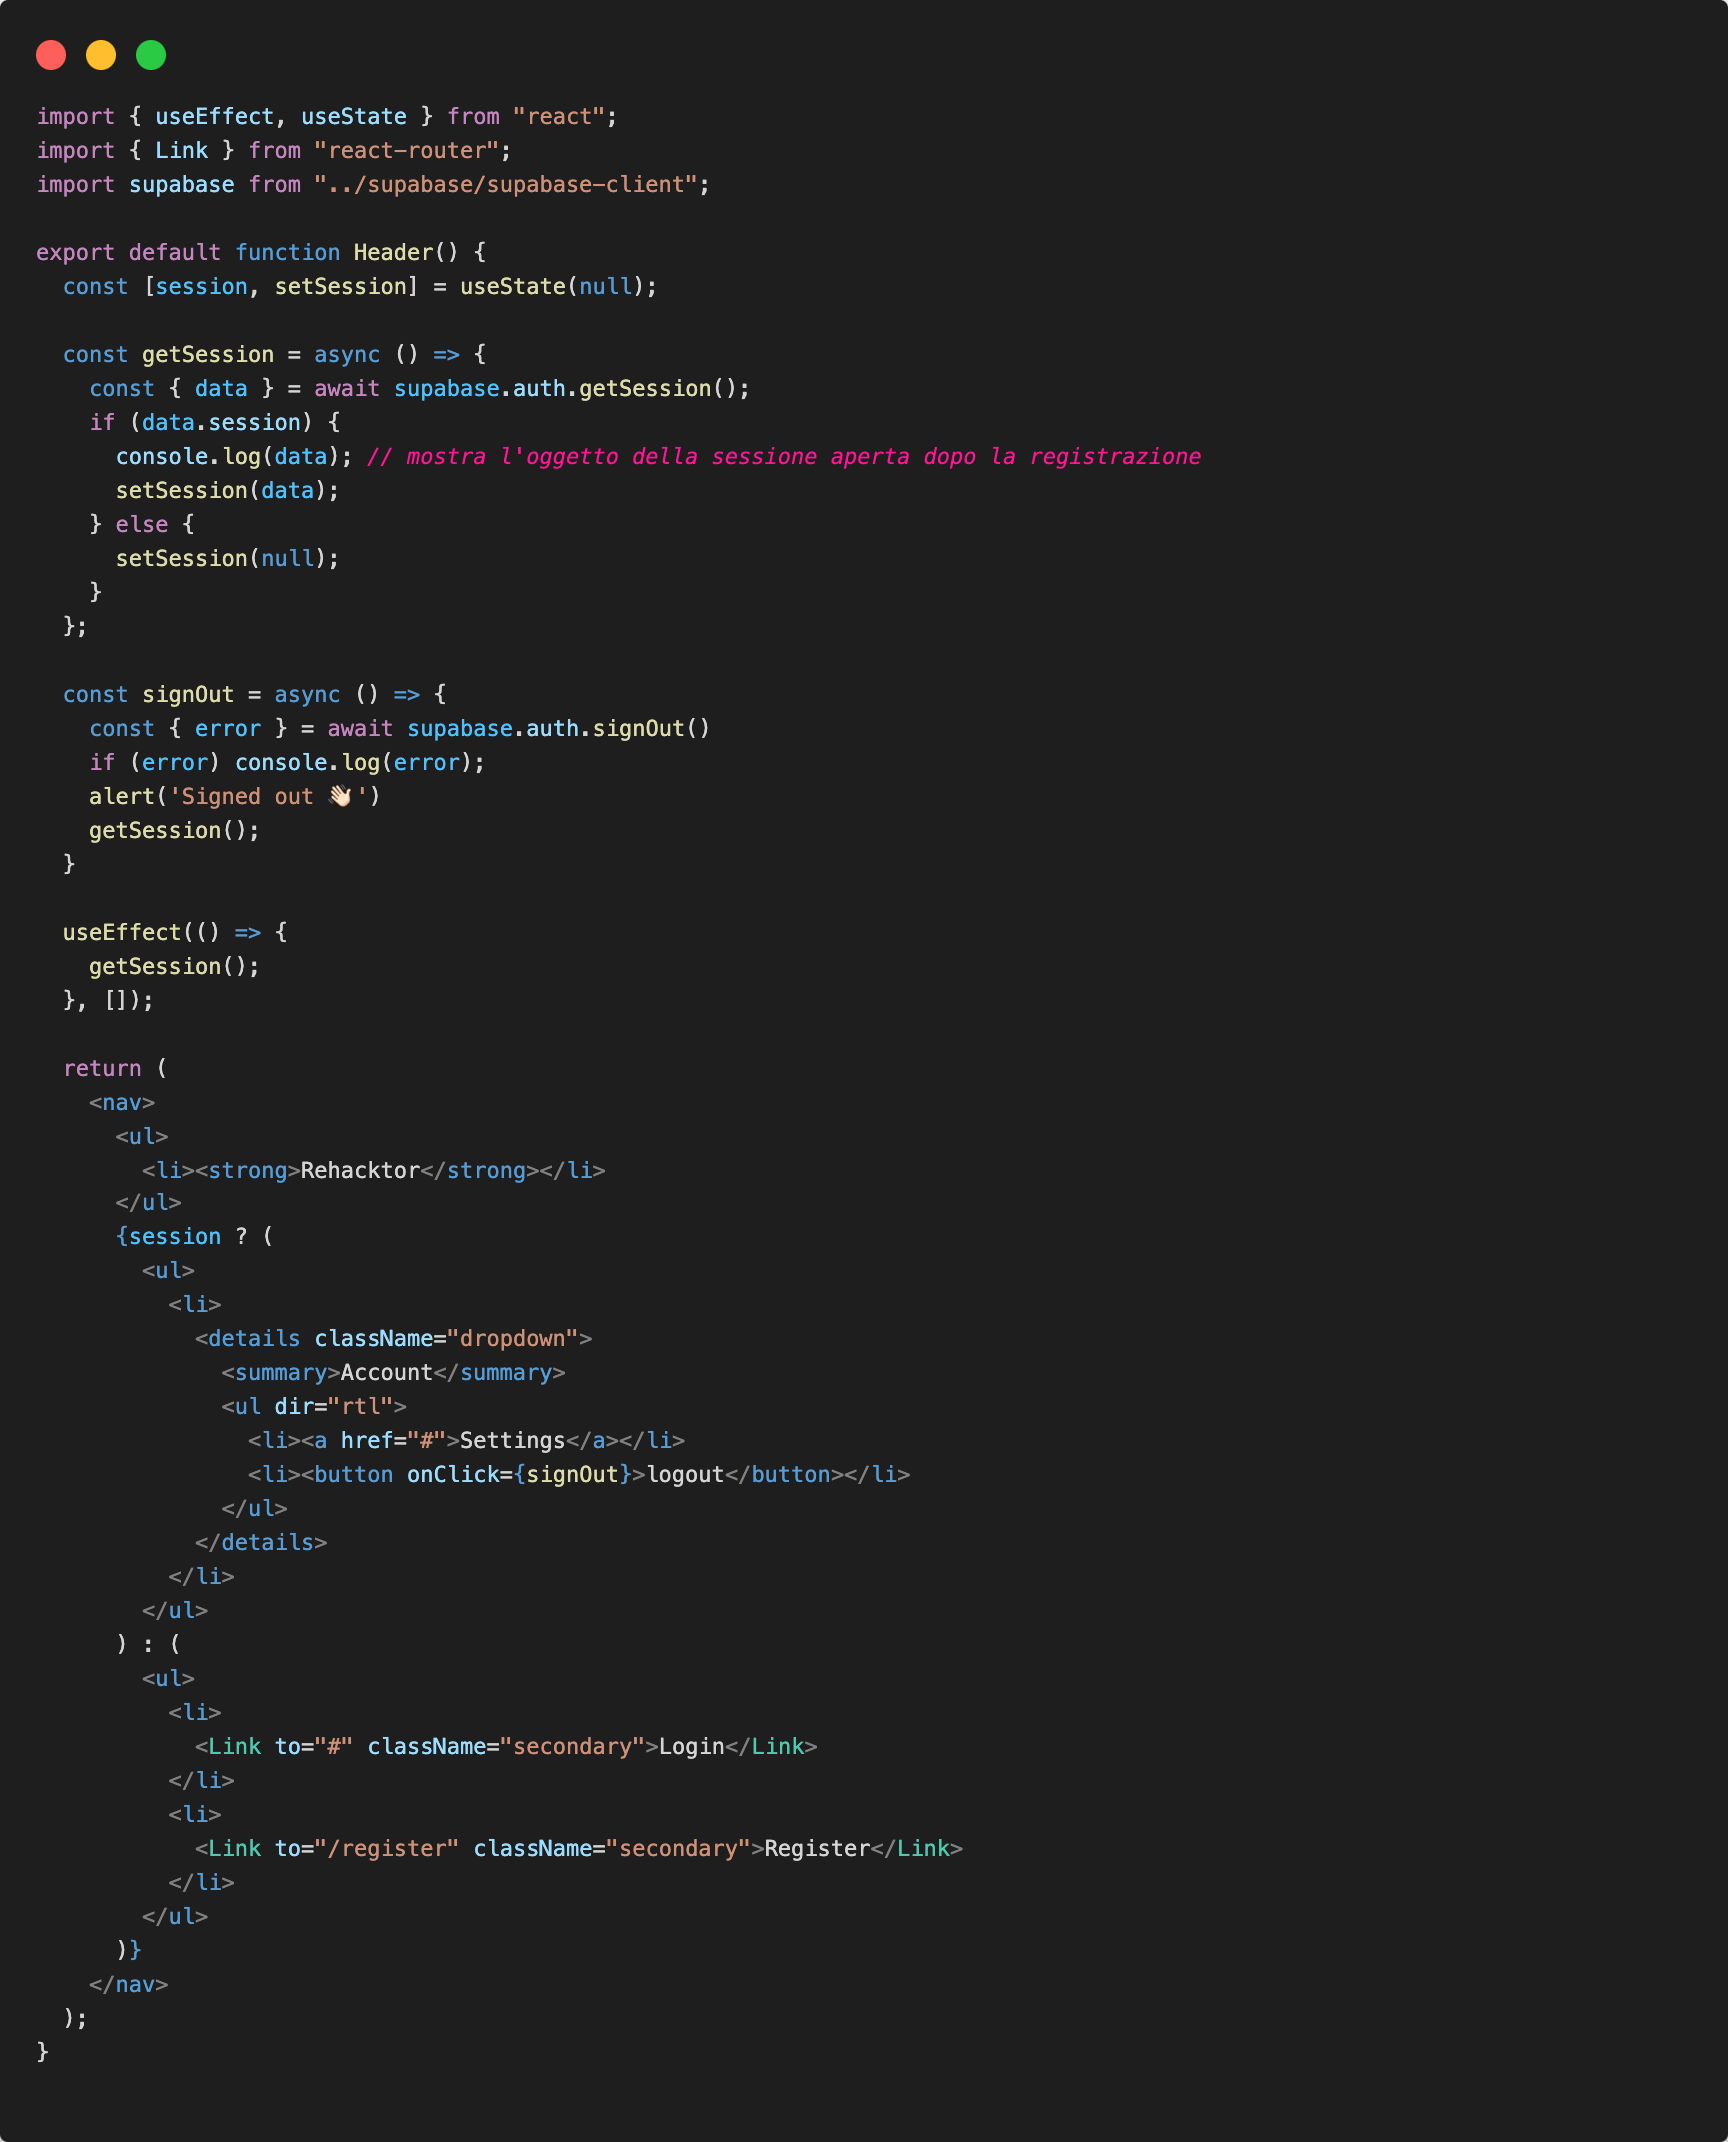 import { useEffect, useState } from "react";
import { Link } from "react-router";
import supabase from "../supabase/supabase-client";

export default function Header() {
  const [session, setSession] = useState(null);

  const getSession = async () => {
    const { data } = await supabase.auth.getSession();
    if (data.session) {
      console.log(data); // mostra l'oggetto della sessione aperta dopo la registrazione
      setSession(data);
    } else {
      setSession(null);
    }
  };

  const signOut = async () => {
    const { error } = await supabase.auth.signOut()
    if (error) console.log(error);
    alert('Signed out 👋🏻')
    getSession();
  }

  useEffect(() => {
    getSession();
  }, []);

  return (
    <nav>
      <ul>
        <li><strong>Rehacktor</strong></li>
      </ul>
      {session ? (
        <ul>
          <li>
            <details className="dropdown">
              <summary>Account</summary>
              <ul dir="rtl">
                <li><a href="#">Settings</a></li>
                <li><button onClick={signOut}>logout</button></li>
              </ul>
            </details>
          </li>
        </ul>
      ) : (
        <ul>
          <li>
            <Link to="#" className="secondary">Login</Link>
          </li>
          <li>
            <Link to="/register" className="secondary">Register</Link>
          </li>
        </ul>
      )}
    </nav>
  );
}